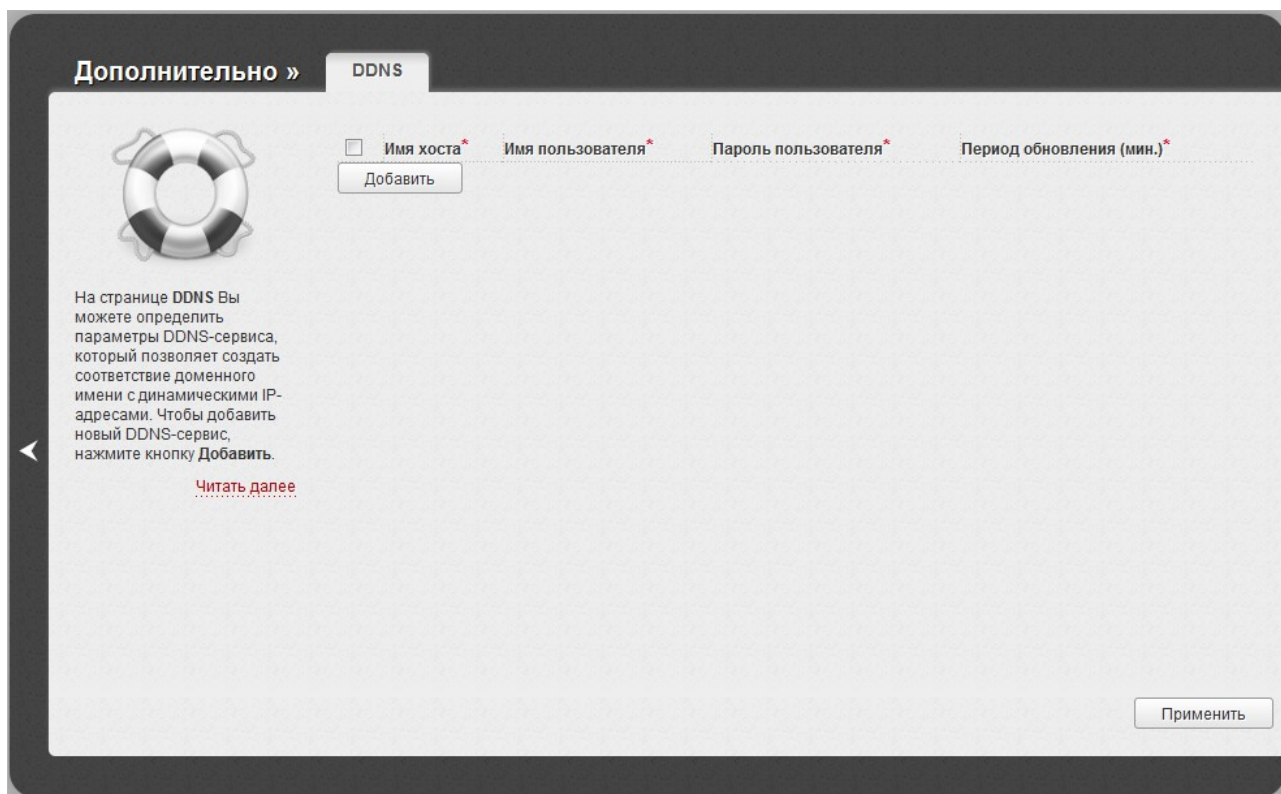 Дополнительно »
DDNS
Имя хоста* Имя пользователя* Пароль пользователя* Период обновления (мин.)*
Добавить
На странице DDNS Вы
можете определить
параметры DDNS-сервиса,
который позволяет создать
соответствие доменного
имени с динамическими IP-
адресами. Чтобы добавить
новый DDNS-сервис,
нажмите кнопку Добавить.
Читать далее
Применить